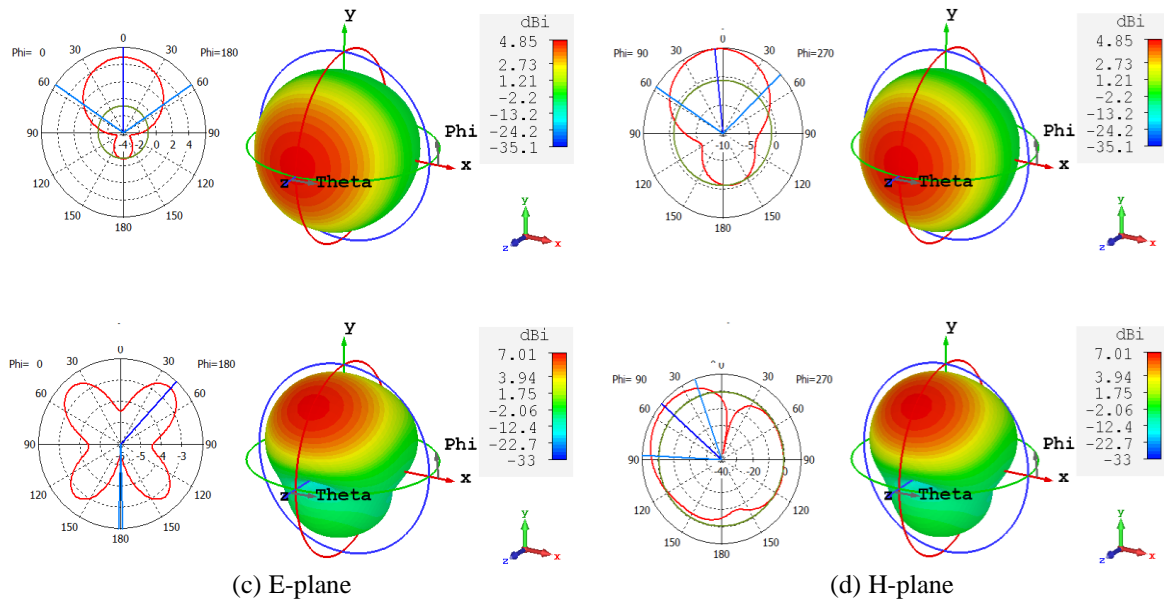 Phi= 0
0
Phi=180
30
30
60
60
90
90
-4
-2
0
2
4
120
120
150
150
180
y
Phi
x
z
Theta
dBi
4.85
2.73
1.21
-2.2
-13.2
-24.2
-35.1
y
z
x
Phi= 90
0
Phi=270
30
30
60
60
90
90
-10
-5
0
120
120
150
150
180
y
Phi
x
z
Theta
dBi
4.85
2.73
1.21
-2.2
-13.2
-24.2
-35.1
y
z
x
Phi= 0
0
Phi=180
30
30
60
60
90
90
-5
-4
-3
120
120
150
150
180
y
Phi
x
z
Theta
dBi
7.01
3.94
1.75
-2.06
-12.4
-22.7
-33
y
z
x
Phi= 90
0
Phi=270
30
30
60
60
90
90
-40
0
120
120
150
150
180
y
Phi
x
z
Theta
dBi
7.01
3.94
1.75
-2.06
-12.4
-22.7
-33
y
z
x
(c) E-plane
(d) H-plane